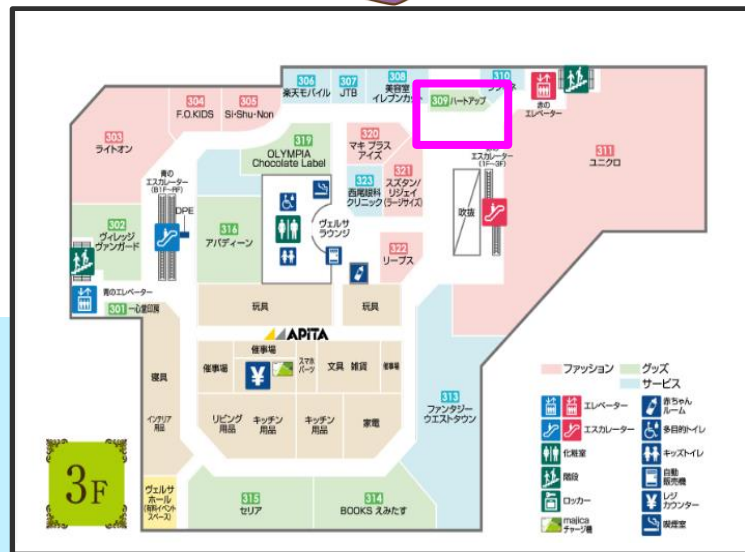 306
楽天モバイル
307
JTB
308
美容室
イレブンカット
310
309 ハートアップ
赤の
エレベーター
304
F.O.KIDS
305
Si・Shu・Non
303
ライトオン
319
OLYMPIA
Chocolate Label
320
マキ プラス
アイズ
311
ユニクロ
323
西尾眼科
クリニック
321
スズタン/
リジェイ
(ラージサイズ)
エスカレーター
(1F~3F)
青の
エスカレーター
(B1F~RF)
DPE
302
ヴィレッジ
ヴァンガード
316
アバディーン
ヴェルサ
ラウンジ
吹抜
322
リープス
青のエレベーター
301 一心堂印房
玩具
玩具
APiTA
催事場
催事場
¥
スマホ
パーツ
文具 雑貨
催事場
寝具
インテリア
用品
リビング
用品
キッチン
用品
キッチン
用品
家電
313
ファンタジー
ウエストタウン
3F
ヴェルサ
ホール
(有料イベント
スペース)
315
セリア
314
BOOKS えみたす
ファッション
グッズ
サービス
エレベーター
エスカレーター
化粧室
階段
ロッカー
majica
チャージ機
赤ちゃん
ルーム
多目的トイレ
キッズトイレ
自動
販売機
¥
レジ
カウンター
喫煙室